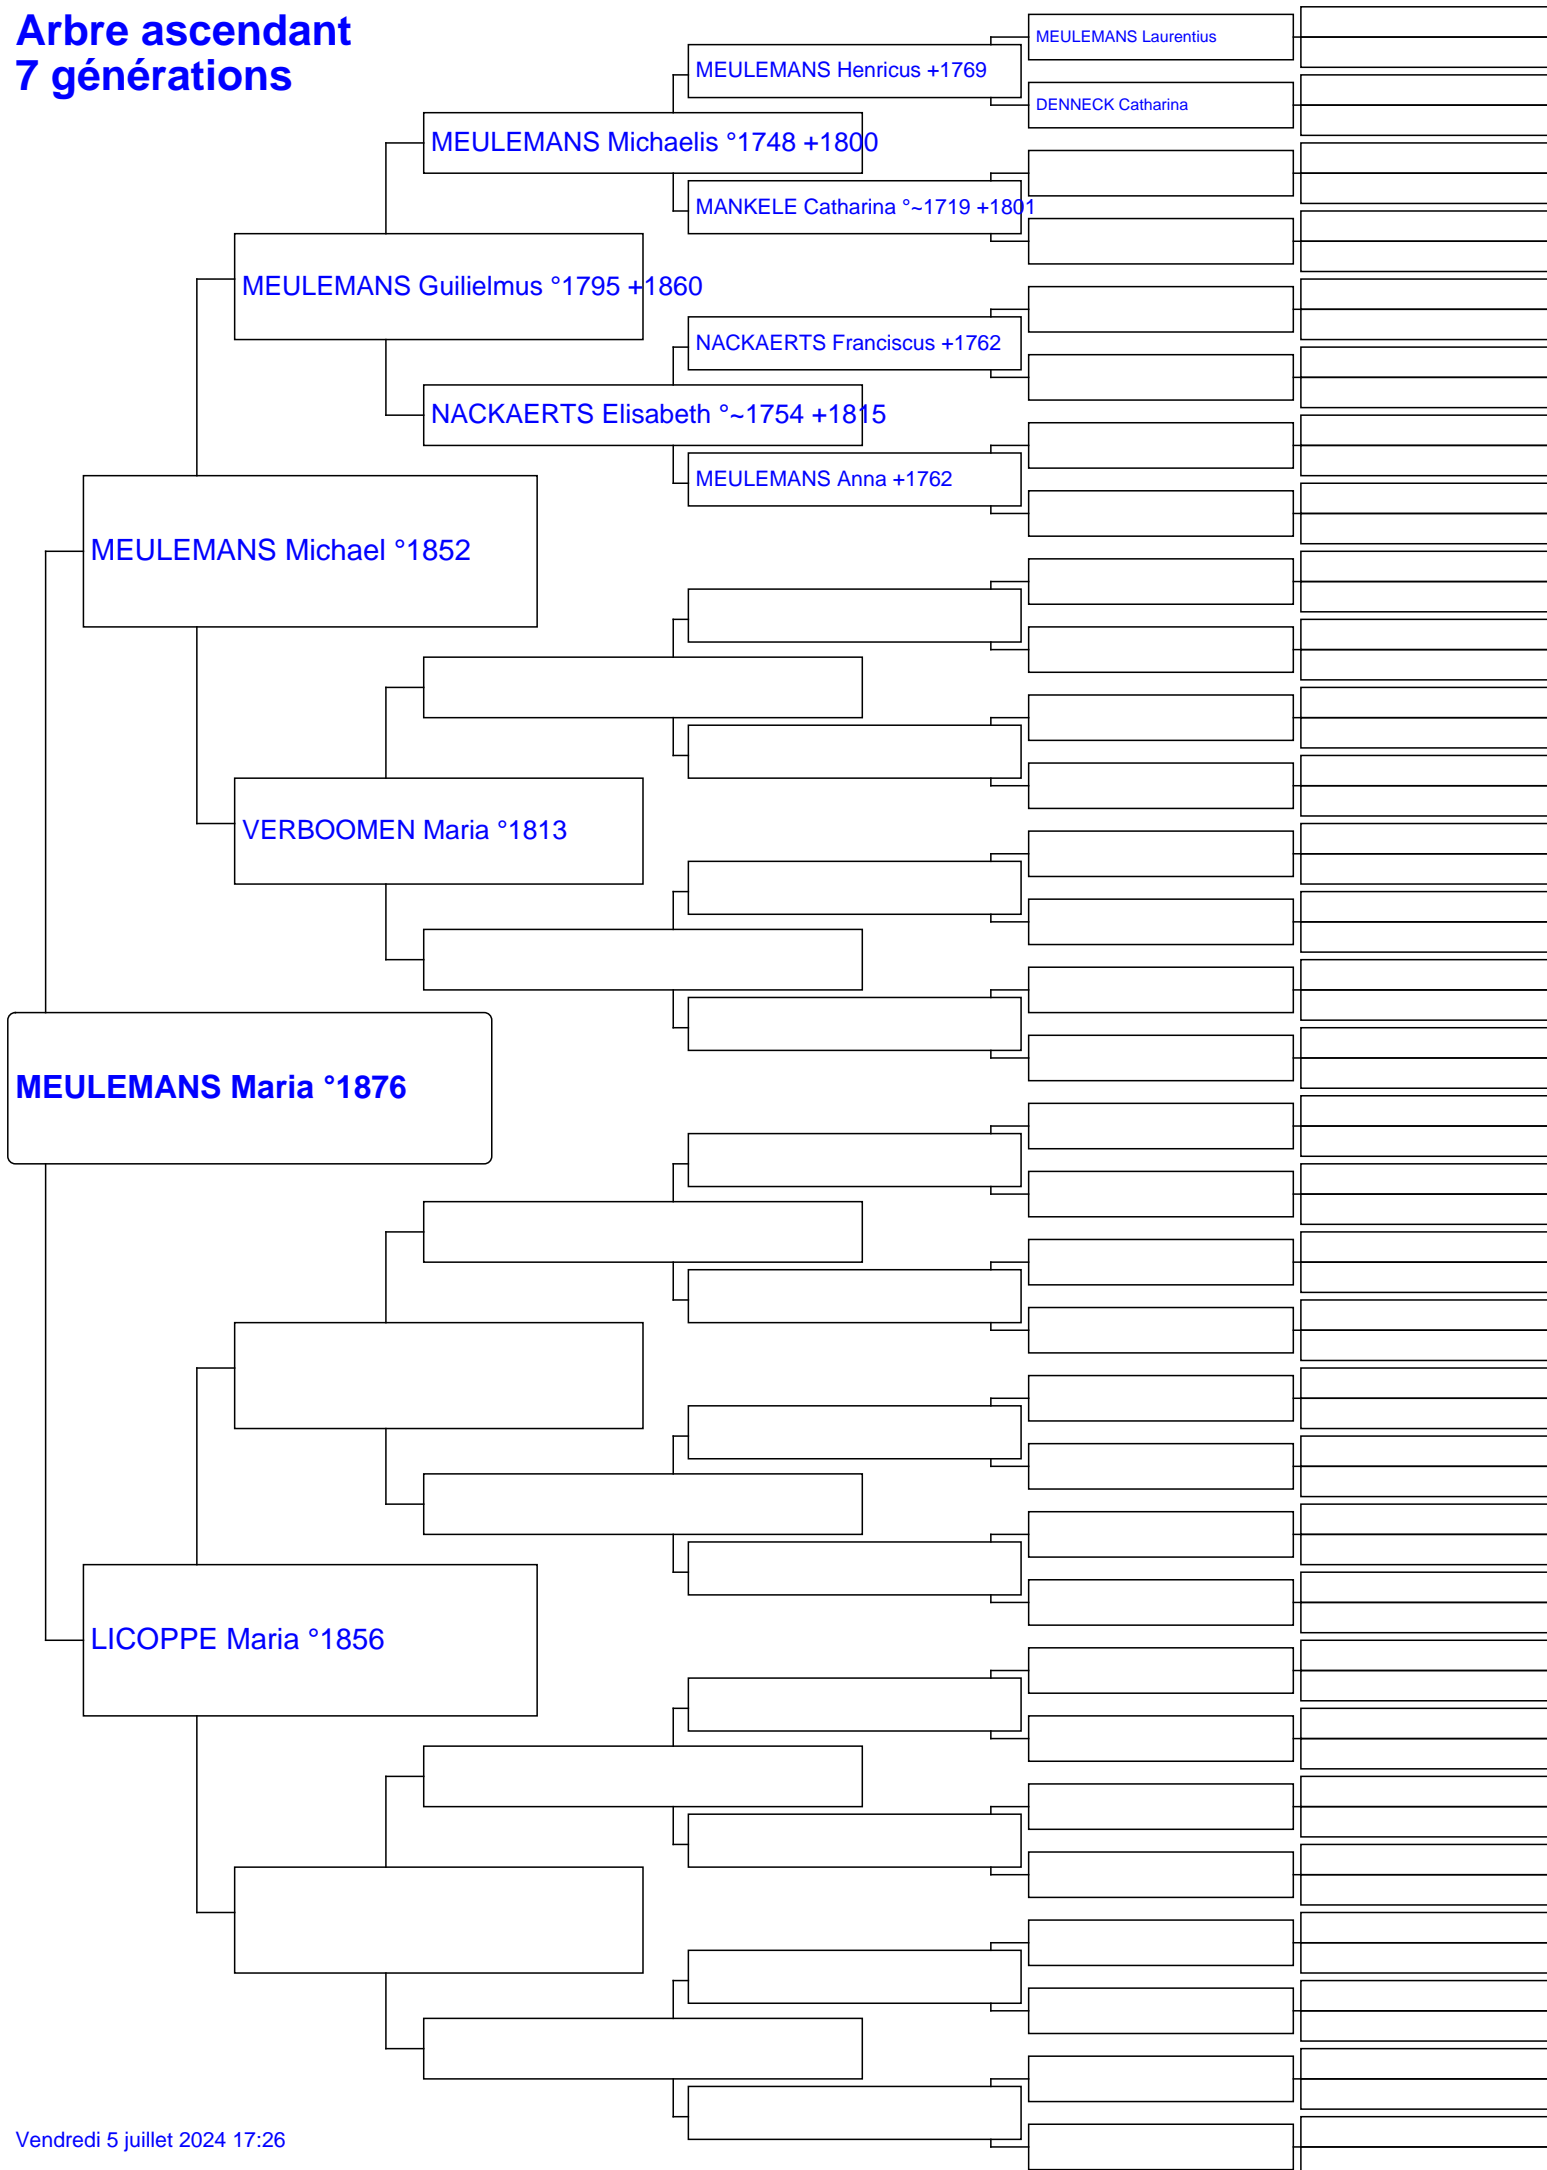 Arbre ascendant
7 générations
MEULEMANS Laurentius
MEULEMANS Henricus +1769
DENNECK Catharina
MEULEMANS Michaelis °1748 +1800
MANKELE Catharina °~1719 +1801
MEULEMANS Guilielmus °1795 +1860
NACKAERTS Franciscus +1762
NACKAERTS Elisabeth °~1754 +1815
MEULEMANS Anna +1762
MEULEMANS Michael °1852
VERBOOMEN Maria °1813
MEULEMANS Maria °1876
LICOPPE Maria °1856
Vendredi 5 juillet 2024 17:26